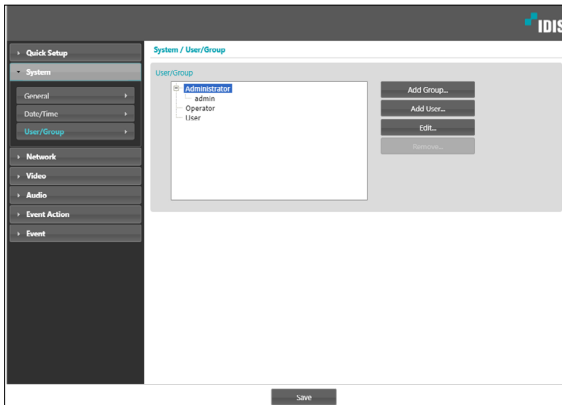 IDIS
Quick Setup
System
General
Date/Time
User/Group
Network
Video
Audio
Event Action
Event
System / User/Group
User/Group
Administrator
admin
Operator
User
Add Group...
Add User...
Edit...
Remove...
Save